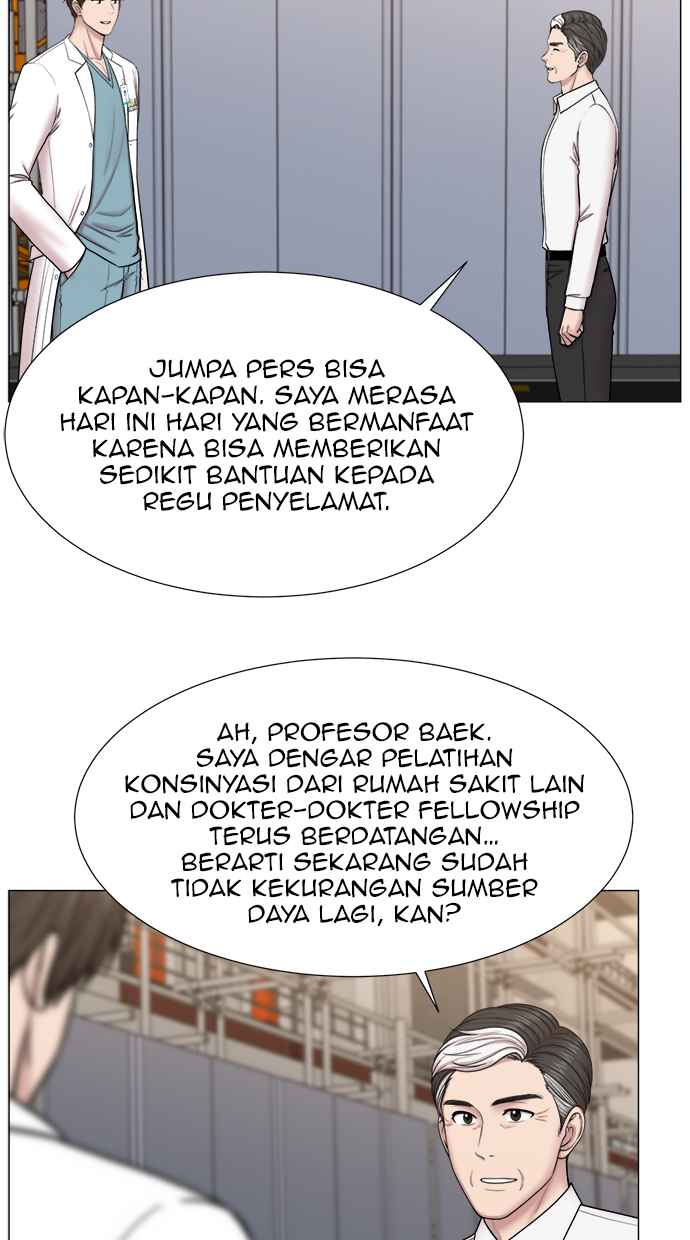 JUMPA PERS BISA
KAPAN-KAPAN. SAYA MERASA
HARI INI HARI YANG BERMANFAAT
KARENA BISA MEMBERIKAN
SEDIKIT BANTUAN KEPADA
REGU PENYELAMAT.
AH, PROFESOR BAEK.
SAYA DENGAR PELATIHAN
KONSINYASI DARI RUMAH SAKIT LAIN
DAN DOKTER-DOKTER FELLOWSHIP
TERUS BERDATANGAN...
BERARTI SEKARANG SUDAH
TIDAK KEKURANGAN SUMBER
DAYA LAGI, KAN?